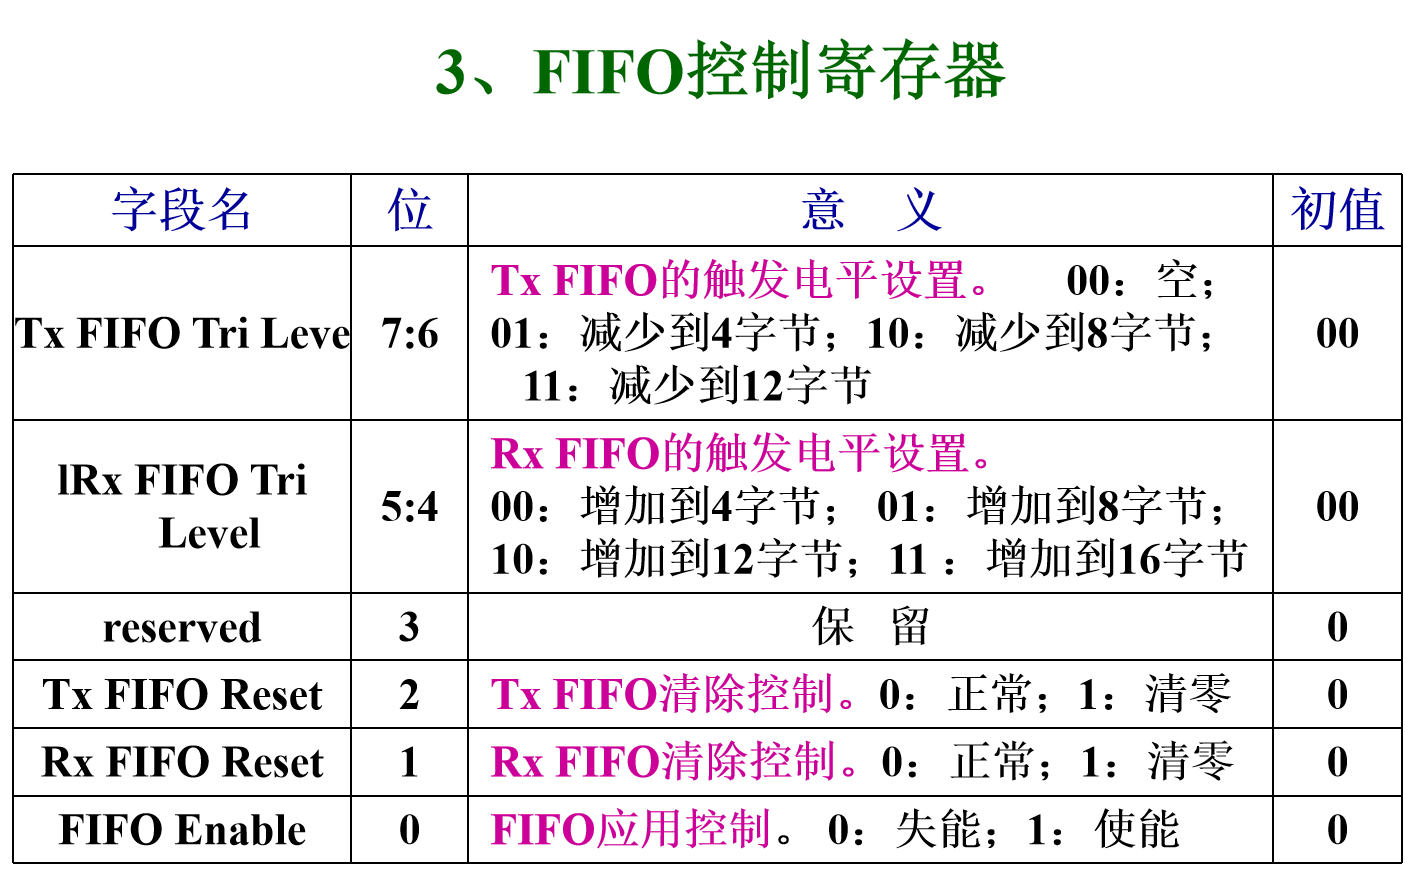 3、FIFO控制寄存器
字段名 位 意 义 初值
Tx FIFO Tri Leve 7:6 Tx FIFO的触发电平设置。 00：空；
01：减少到4字节；10：减少到8字节；
11：减少到12字节 00
lRx FIFO Tri
Level 5:4 Rx FIFO的触发电平设置。
00：增加到4字节； 01：增加到8字节；
10：增加到12字节；11 ：增加到16字节 00
reserved 3 保 留 0
Tx FIFO Reset 2 Tx FIFO清除控制。0：正常；1：清零 0
Rx FIFO Reset 1 Rx FIFO清除控制。0：正常；1：清零 0
FIFO Enable 0 FIFO应用控制。 0：失能；1：使能 0